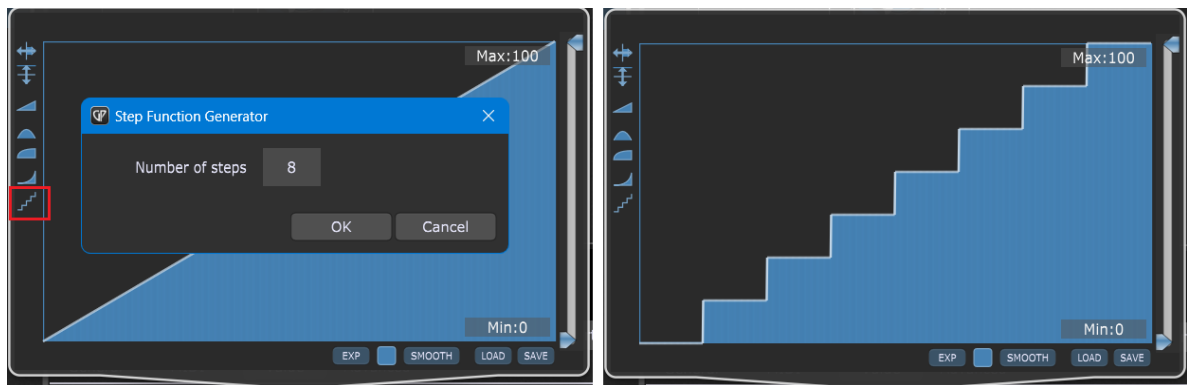 Max:100
Step Function Generator
Number of steps 8
OK Cancel
Min:0
EXP SMOOTH LOAD SAVE
Max:100
Min:0
EXP SMOOTH LOAD SAVE